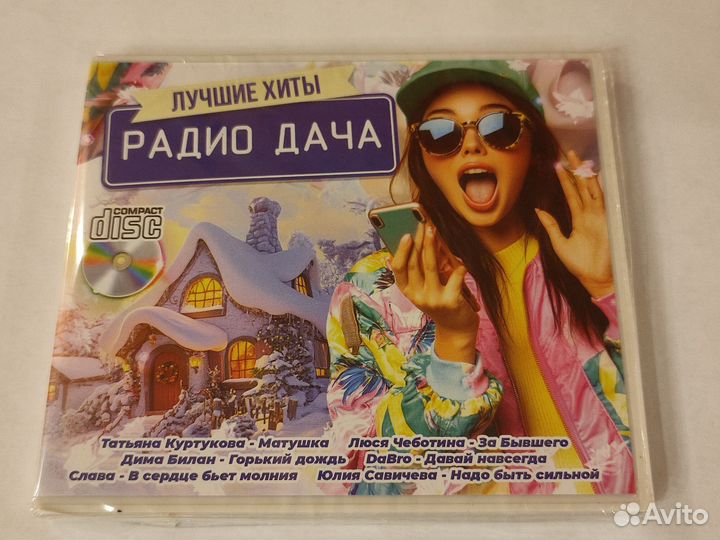 ЛУЧШИЕ ХИТЫ
РАДИО ДАЧА
COMPACT
disc
Татьяна Куртукова - Матушка Люся Чеботина - За Бывшего
Дима Билан - Горький дождь DaBro - Давай навсегда
Слава - В сердце бьет молния Юлия Савичева - Надо быть сильной
Avito